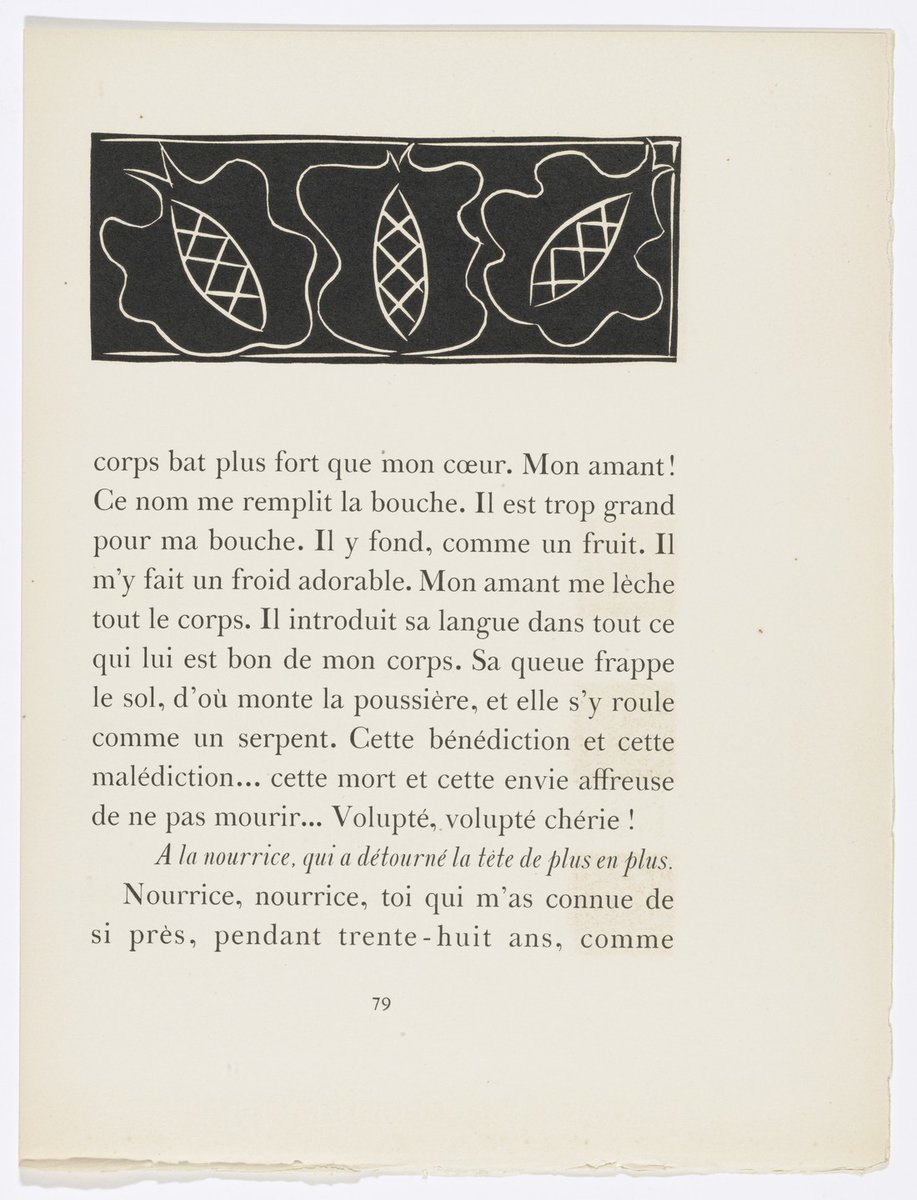 corps bat plus fort que mon cœur. Mon amant!
Ce nom me remplit la bouche. Il est trop grand
pour ma bouche. Il y fond, comme un fruit. Il
m'y fait un froid adorable. Mon amant me lèche
tout le corps. Il introduit sa langue dans tout ce
qui lui est bon de mon corps. Sa queue frappe
le sol, d'où monte la poussière, et elle s'y roule
comme un serpent. Cette bénédiction et cette
malédiction... cette mort et cette envie affreuse
de ne pas mourir... Volupté, volupté chérie !
A la nourrice, qui a détourné la tête de plus en plus.
Nourrice, nourrice, toi qui m'as connue de
si près, pendant trente-huit ans, comme
79